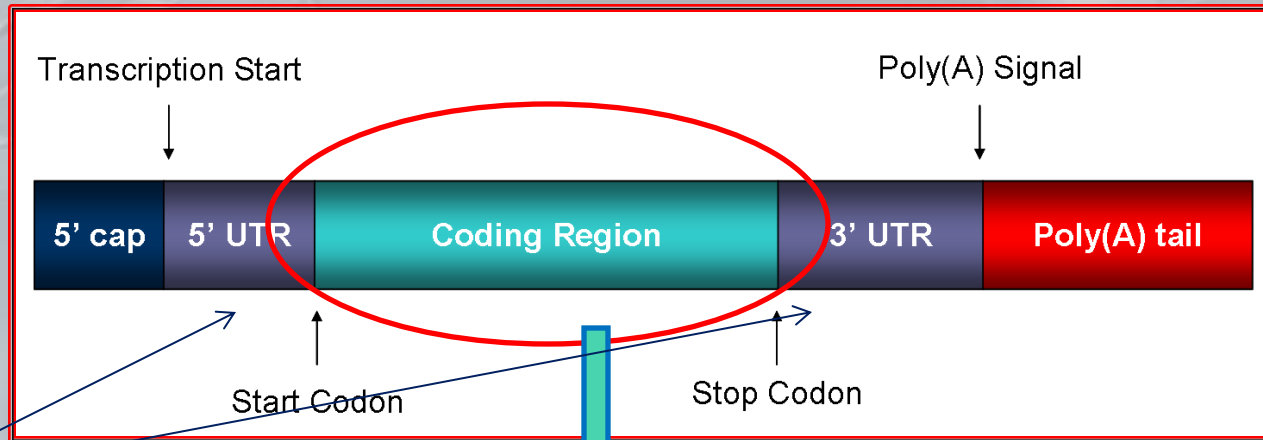 Transcription Start
Poly(A) Signal
5’ cap
5’ UTR
Coding Region
3’ UTR
Poly(A) tail
Start Codon
Stop Codon